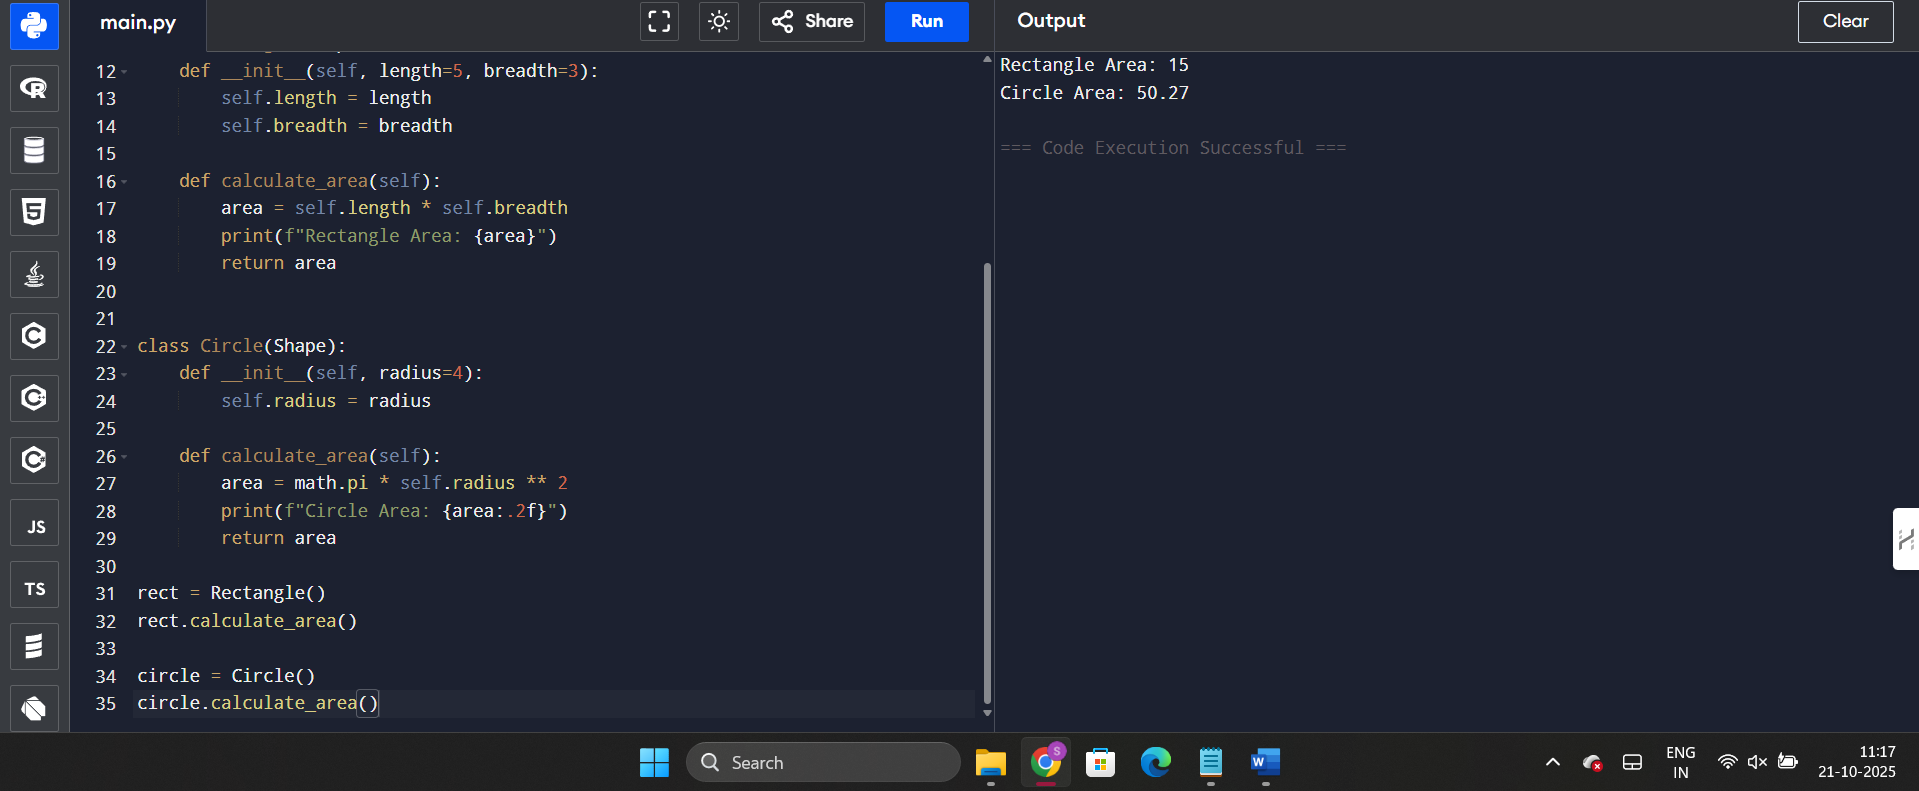 main.py
Share
Run
Output
Clear
12 def __init__(self, length=5, breadth=3):
13 self.length = length
14 self.breadth = breadth
15
16 def calculate_area(self):
17 area = self.length * self.breadth
18 print(f"Rectangle Area: {area}")
19 return area
20
21
22 class Circle(Shape):
23 def __init__(self, radius=4):
24 self.radius = radius
25
26 def calculate_area(self):
27 area = math.pi * self.radius ** 2
28 print(f"Circle Area: {area:.2f}")
29 return area
30
31 rect = Rectangle()
32 rect.calculate_area()
33
34 circle = Circle()
35 circle.calculate_area()
Rectangle Area: 15
Circle Area: 50.27
=== Code Execution Successful ===
R
5
C
C
C
JS
TS
Search
S
W
ENG
IN
11:17
21-10-2025